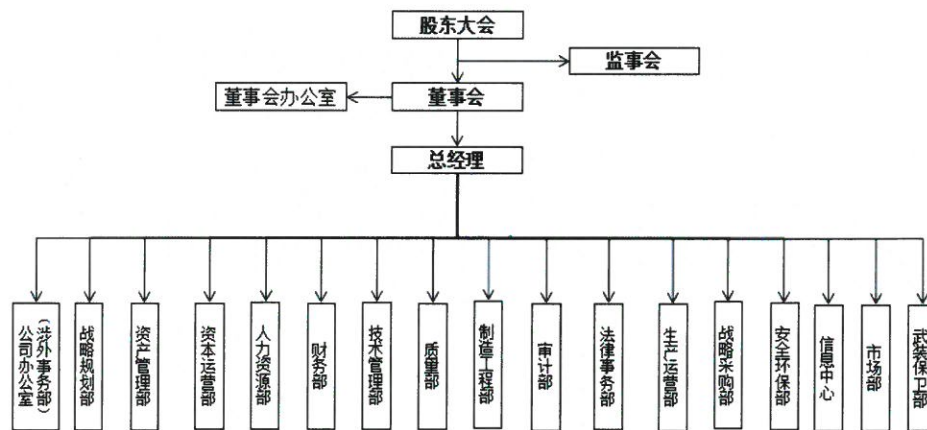 股东大会
监事会
董事会办公室
董事会
总经理
公司办公室
（涉外事务部）
战略规划部
资产管理部
资本运营部
人力资源部
财务部
技术管理部
质量部
制造工程部
审计部
法律事务部
生产运营部
战略采购部
安全环保部
信息中心
市场部
武装保卫部